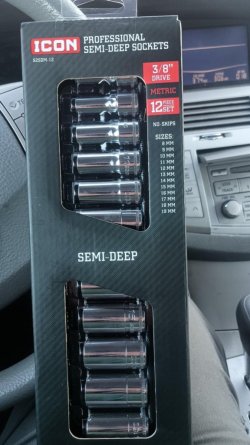 ICON
PROFESSIONAL
SEMI-DEEP SOCKETS
3/8"
DRIVE
METRIC
12 PIECE SET
NO SKIPS
SIZES:
8 MM
9 MM
10 MM
11 MM
12 MM
13 MM
14 MM
15 MM
16 MM
17 MM
18 MM
19 MM
SEMI-DEEP